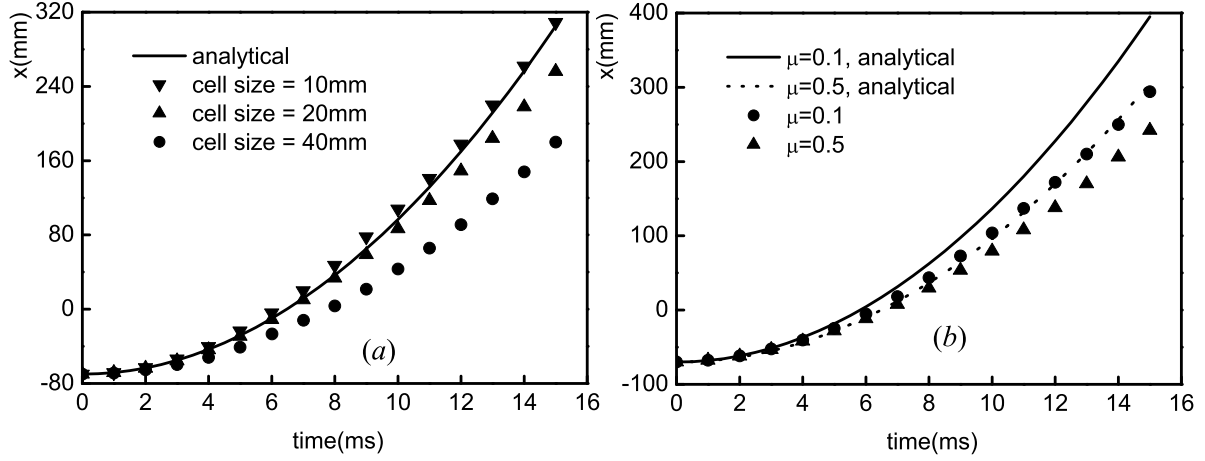 x(mm)
320
240
160
80
0
-80
analytical
cell size = 10mm
cell size = 20mm
cell size = 40mm
(a)
0 2 4 6 8 10 12 14 16
time(ms)
x(mm)
400
300
200
100
0
-100
μ=0.1, analytical
μ=0.5, analytical
μ=0.1
μ=0.5
(b)
0 2 4 6 8 10 12 14 16
time(ms)